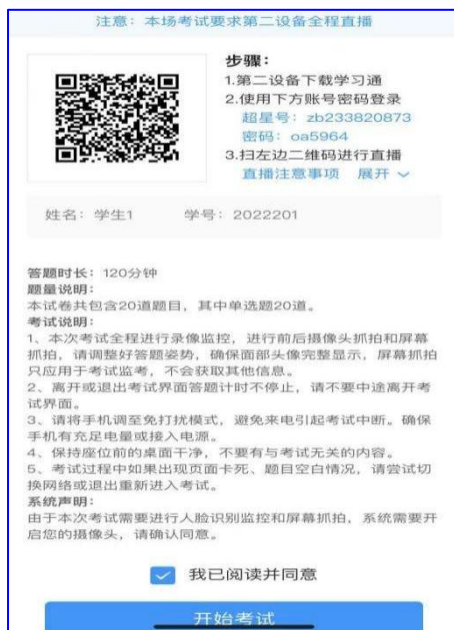 注意：本场考试要求第二设备全程直播
步骤：
1.第二设备下载学习通
2.使用下方账号密码登录
超星号：zb233820873
密码：oa5964
3.扫左边二维码进行直播
直播注意事项 展开
姓名：学生1 学号：2022201
答题时长：120分钟
题量说明：
本试卷共包含20道题目，其中单选题20道。
考试说明：
1、本次考试全程进行录像监控，进行前后摄像头抓拍和屏幕
抓拍，请调整好答题姿势，确保面部头像完整显示，屏幕抓拍
只应用于考试监考，不会获取其他信息。
2、离开或退出考试界面答题计时不停止，请不要中途离开考
试界面。
3、请将手机调至免打扰模式，避免来电引起考试中断。确保
手机有充足电量或接入电源。
4、保持座位前的桌面干净，不要有与考试无关的内容。
5、考试过程中如果出现页面卡死、题目空白情况，请尝试切
换网络或退出重新进入考试。
系统声明：
由于本次考试需要进行人脸识别监控和屏幕抓拍，系统需要开
启您的摄像头，请确认同意。
我已阅读并同意
开始考试